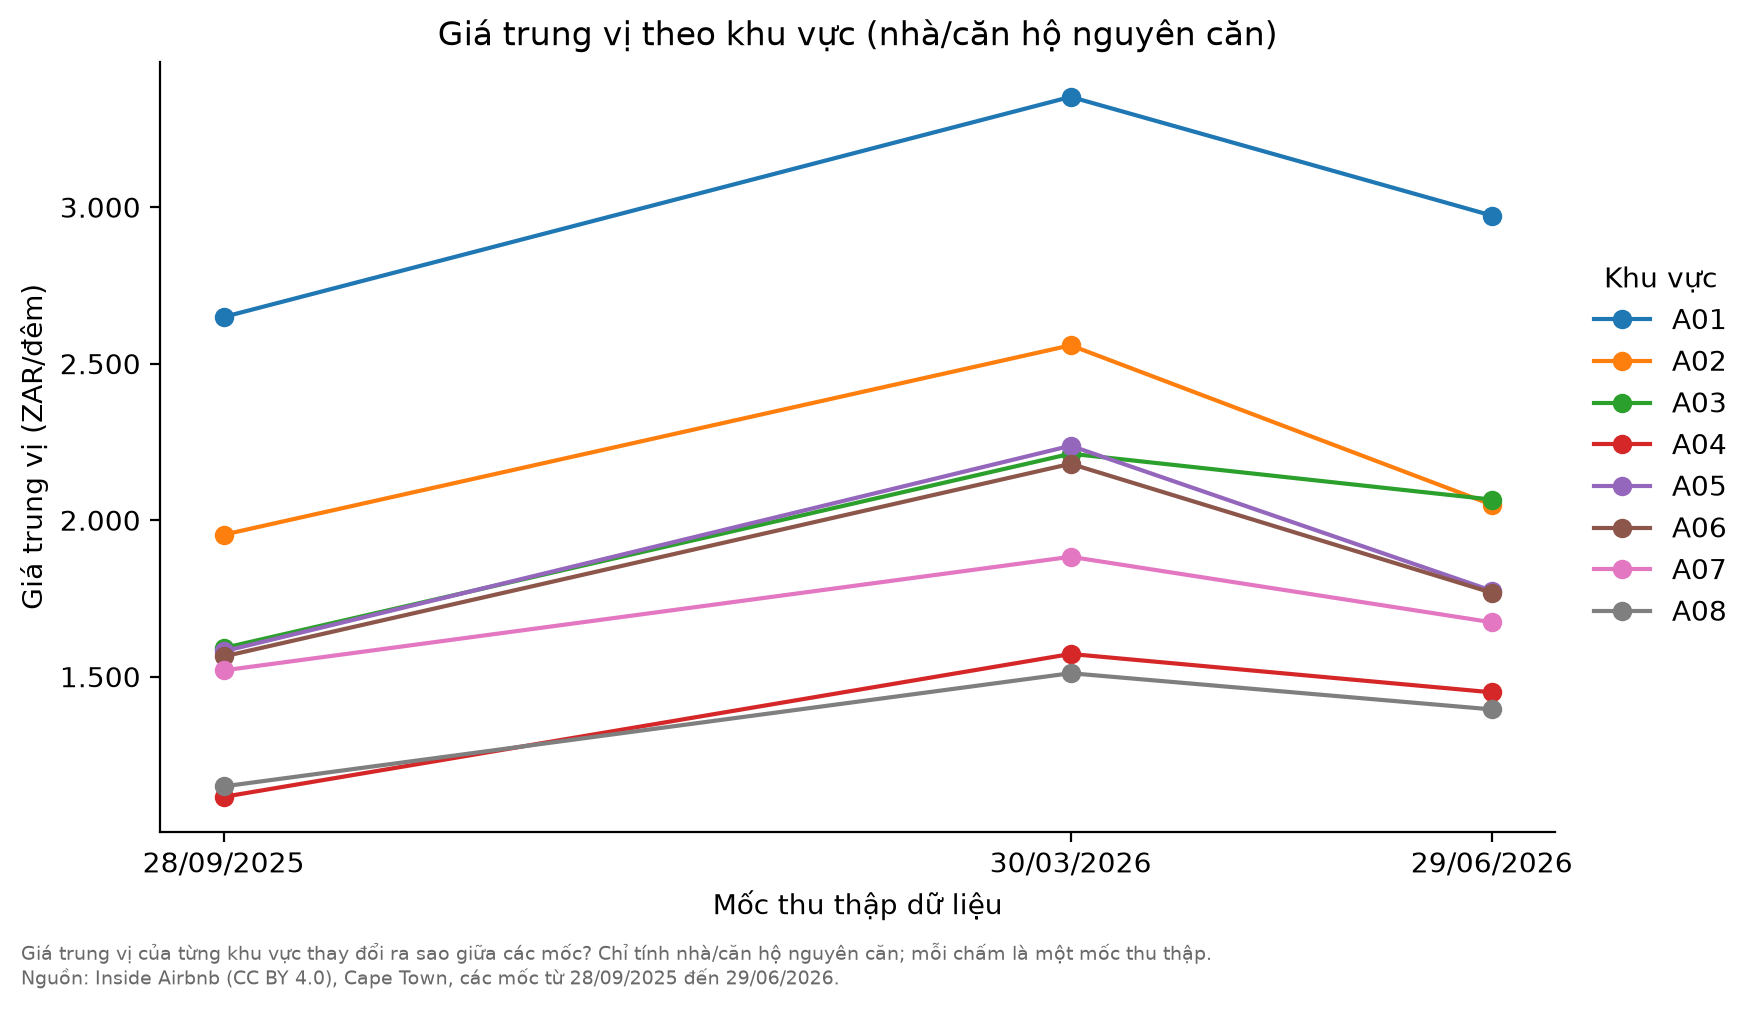 Giá trung vị theo khu vực (nhà/căn hộ nguyên căn)
Giá trung vị (ZAR/đêm)
3.000
2.500
2.000
1.500
28/09/2025
30/03/2026
29/06/2026
Mốc thu thập dữ liệu
Khu vực
A01
A02
A03
A04
A05
A06
A07
A08
Giá trung vị của từng khu vực thay đổi ra sao giữa các mốc? Chỉ tính nhà/căn hộ nguyên căn; mỗi chấm là một mốc thu thập.
Nguồn: Inside Airbnb (CC BY 4.0), Cape Town, các mốc từ 28/09/2025 đến 29/06/2026.